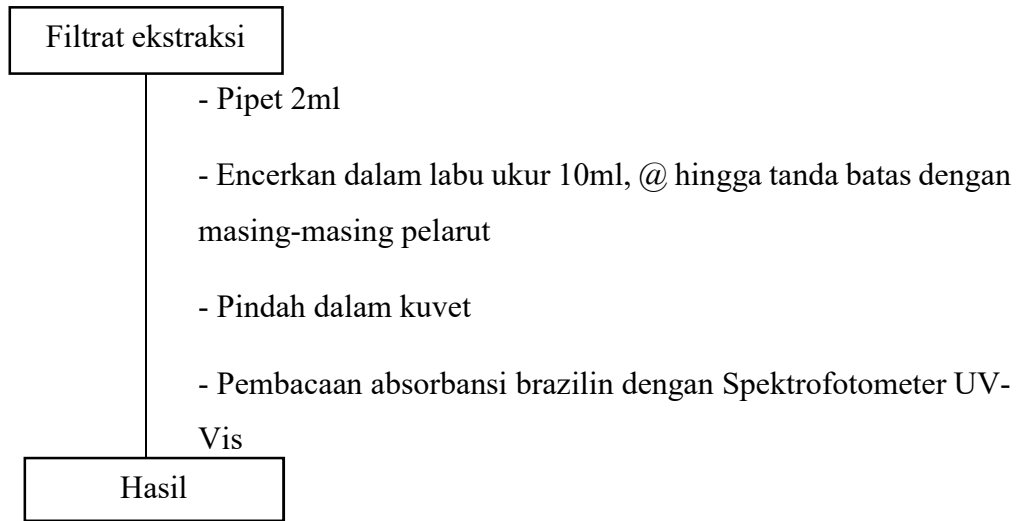 Filtrat ekstraksi
- Pipet 2ml
- Encerkan dalam labu ukur 10ml, @ hingga tanda batas dengan
masing-masing pelarut
- Pindah dalam kuvet
- Pembacaan absorbansi brazilin dengan Spektrofotometer UV-
Vis
Hasil